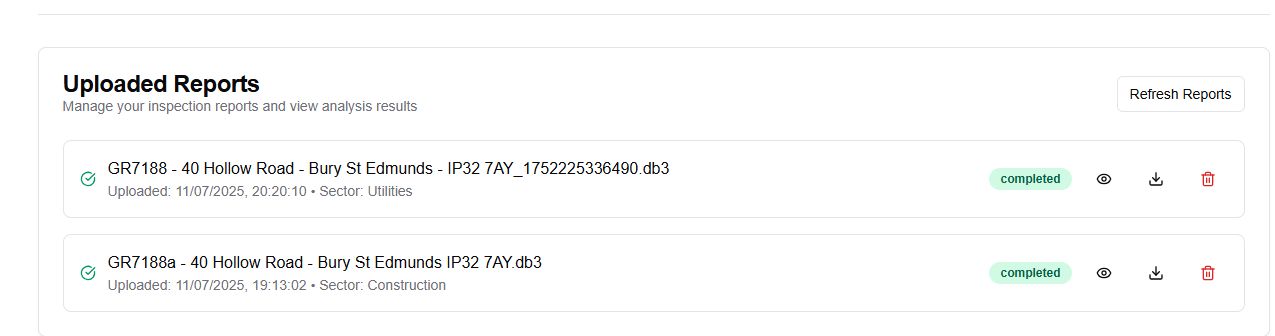 Uploaded Reports
Manage your inspection reports and view analysis results
Refresh Reports
GR7188 - 40 Hollow Road - Bury St Edmunds - IP32 7AY_1752225336490.db3
Uploaded: 11/07/2025, 20:20:10 • Sector: Utilities
completed
GR7188a - 40 Hollow Road - Bury St Edmunds IP32 7AY.db3
Uploaded: 11/07/2025, 19:13:02 • Sector: Construction
completed